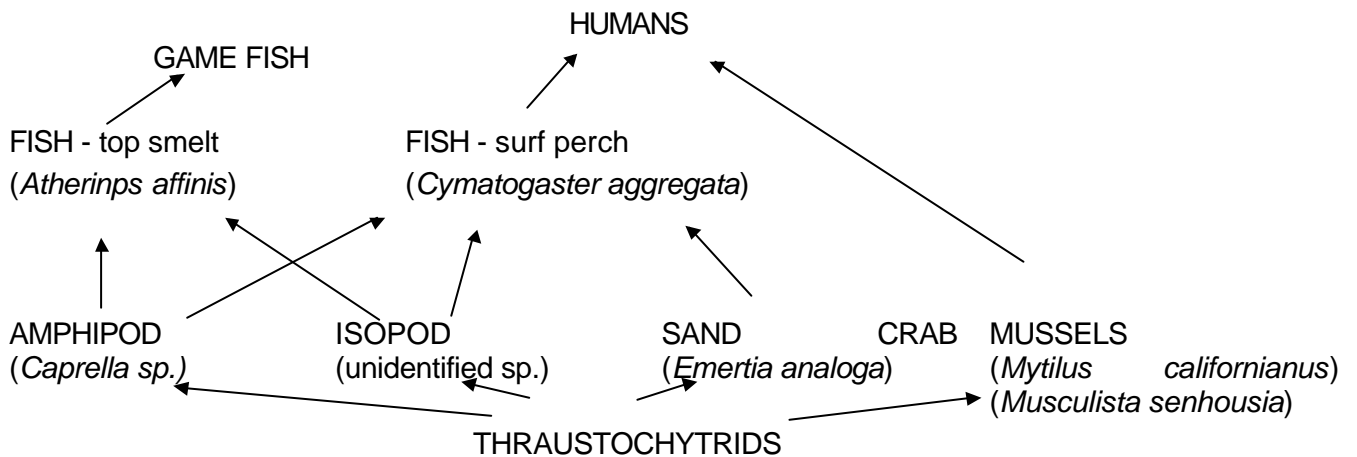 HUMANS
GAME FISH
FISH - top smelt
(Atherinps affinis)
FISH - surf perch
(Cymatogaster aggregata)
AMPHIPOD
(Caprella sp.)
ISOPOD
(unidentified sp.)
SAND CRAB
(Emertia analoga)
MUSSELS
(Mytilus californianus)
(Musculista senhousia)
THRAUSTOCHYTRIDS